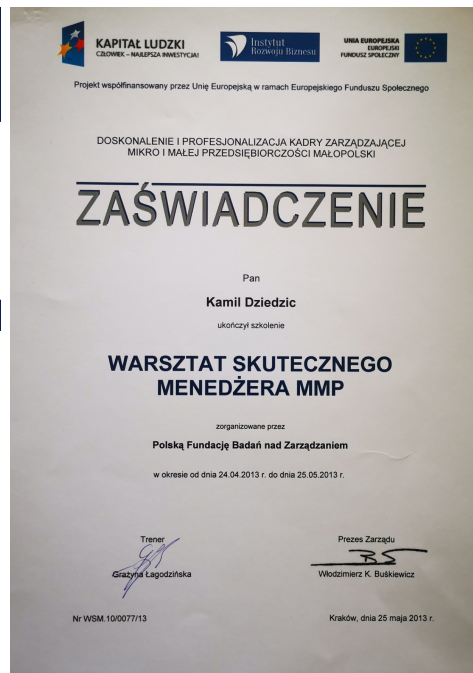 KAPITAŁ LUDZKI
CZŁOWIEK – NAJLEPSZA INWESTYCJA!
Instytut
Rozwoju Biznesu
UNIA EUROPEJSKA
EUROPEJSKI
FUNDUSZ SPOŁECZNY
Projekt współfinansowany przez Unię Europejską w ramach Europejskiego Funduszu Społecznego
DOSKONALENIE I PROFESJONALIZACJA KADRY ZARZĄDZAJĄCEJ
MIKRO I MAŁEJ PRZEDSIĘBIORCZOŚCI MAŁOPOLSKI
ZAŚWIADCZENIE
Pan
Kamil Dziedzic
ukończył szkolenie
WARSZTAT SKUTECZNEGO
MENEDŻERA MMP
zorganizowane przez
Polską Fundację Badań nad Zarządzaniem
w okresie od dnia 24.04.2013 r. do dnia 25.05.2013 r.
Trener
Grażyna Łagodzińska
Prezes Zarządu
Włodzimierz K. Buśkiewicz
Nr WSM.10/0077/13
Kraków, dnia 25 maja 2013 r.